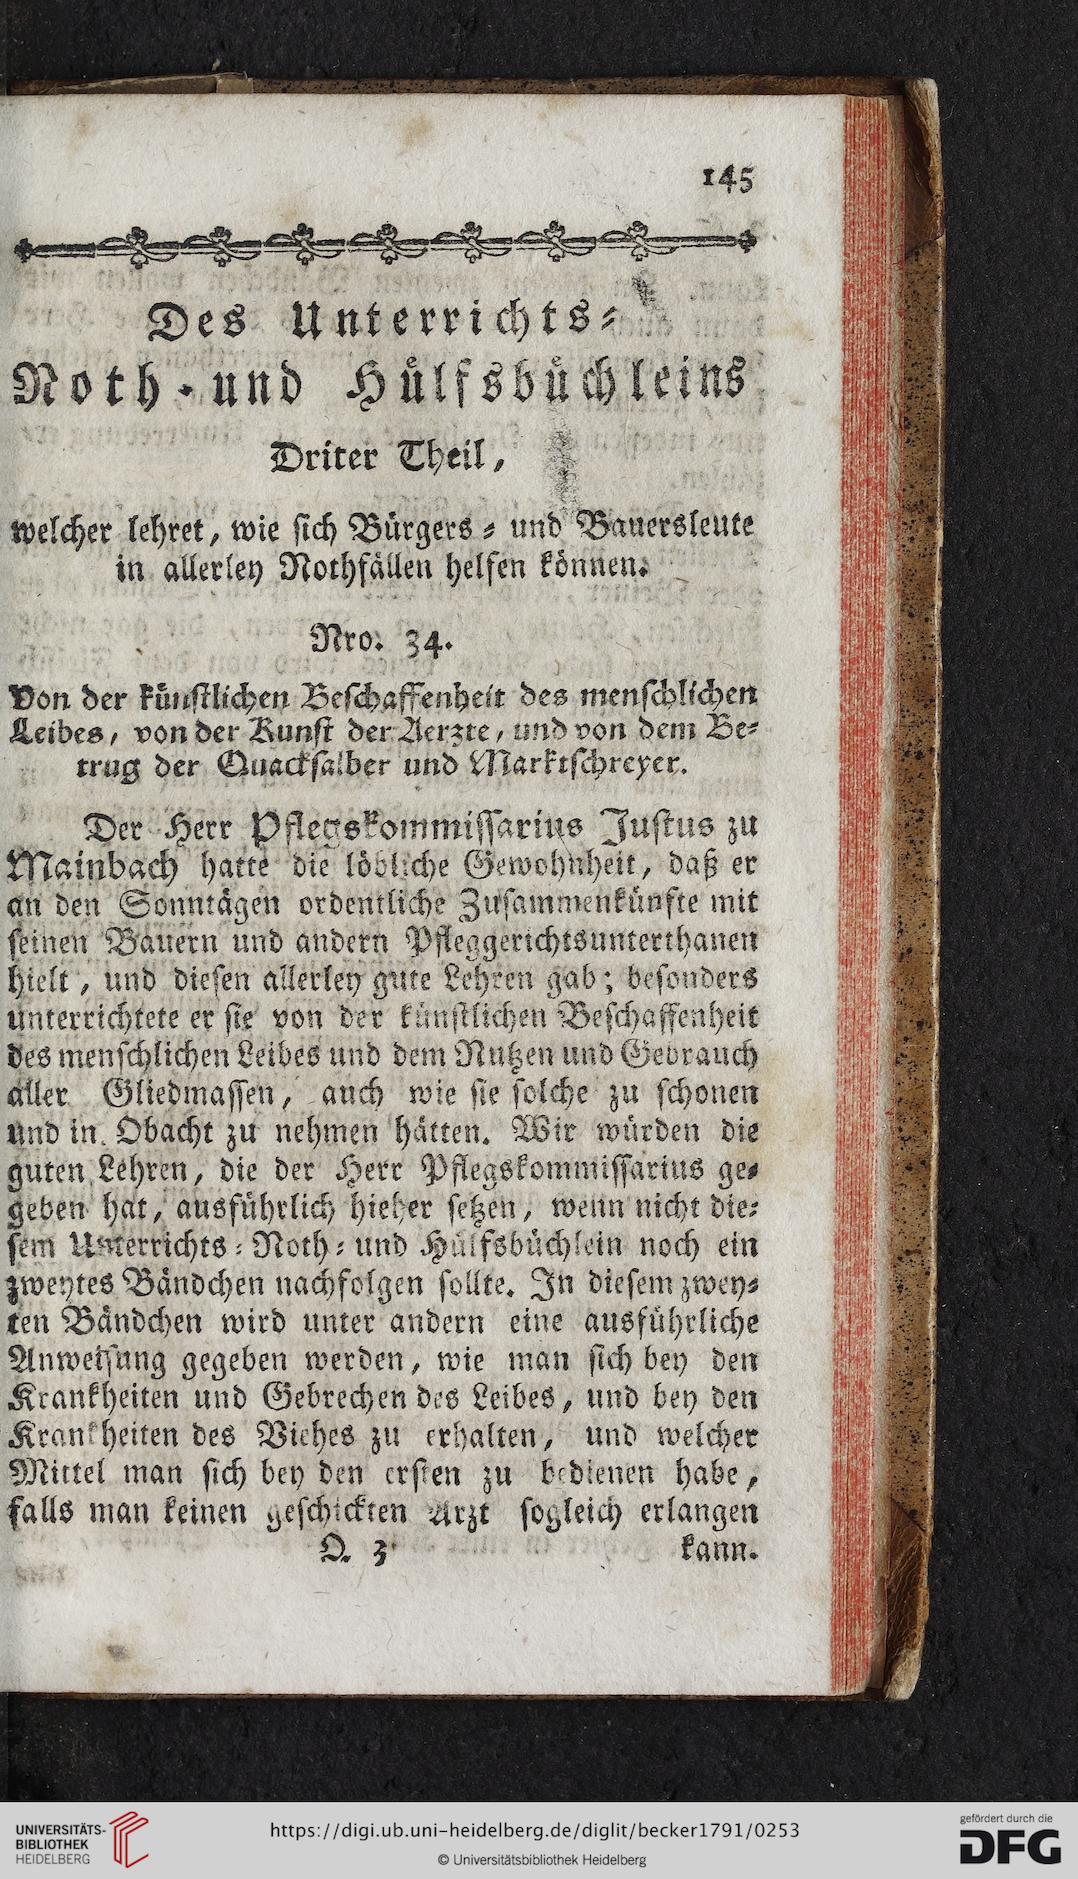 145
Des Unterrichts⸗
Noth-und Hülfsbüchleins
Driter Theil,
welcher lehret, wie sich Bürgers⸗ und Bauersleute
in allerley Nothfällen helfen können.
Nro. 34.
Von der künstlichen Beschaffenheit des menschlichen
Leibes, von der Kunst der Aerzte, und von dem Be⸗
trug der Quacksalber und Marktschreyer.
Der Herr Pflegskommissarius Justus zu
Mainbach hatte die löbliche Gewohnheit, daß er
an den Sonntägen ordentliche Zusammenkünfte mit
seinen Bauern und andern Pfleggerichtsunterthanen
hielt, und diesen allerley gute Lehren gab; besonders
unterrichtete er sie von der künstlichen Beschaffenheit
des menschlichen Leibes und dem Nutzen und Gebrauch
aller Gliedmassen, auch wie sie solche zu schonen
und in Obacht zu nehmen hätten. Wir würden die
guten Lehren, die der Herr Pflegskommissarius ge⸗
geben hat, ausführlich hieher setzen, wenn nicht die⸗
sem Unterrichts⸗Noth⸗und Hülfsbüchlein noch ein
zweytes Bändchen nachfolgen sollte. In diesem zwey⸗
ten Bändchen wird unter andern eine ausführliche
Anweisung gegeben werden, wie man sich bey den
Krankheiten und Gebrechen des Leibes, und bey den
Krankheiten des Viehes zu erhalten, und welcher
Mittel man sich bey den ersten zu bedienen habe,
falls man keinen geschickten Arzt sogleich erlangen
Q. 3 kann.
UNIVERSITÄTS-
BIBLIOTHEK
HEIDELBERG
https://digi.ub.uni-heidelberg.de/diglit/becker1791/0253
© Universitätsbibliothek Heidelberg
gefördert durch die
DFG